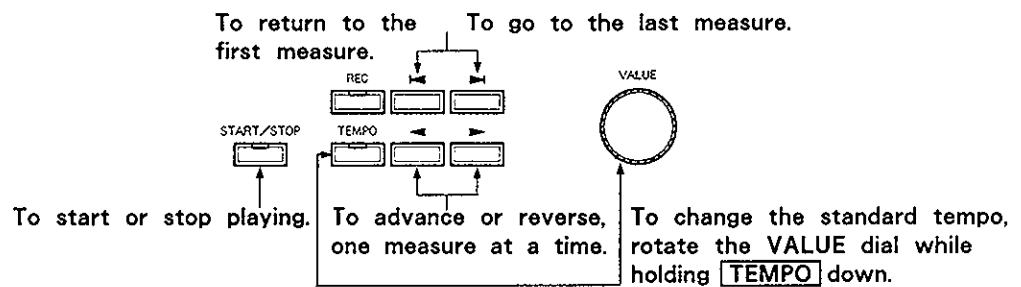 To return to the To go to the last measure.
first measure.
REC
VALUE
START/STOP TEMPO
To start or stop playing. To advance or reverse, To change the standard tempo,
one measure at a time. rotate the VALUE dial while
holding TEMPO down.